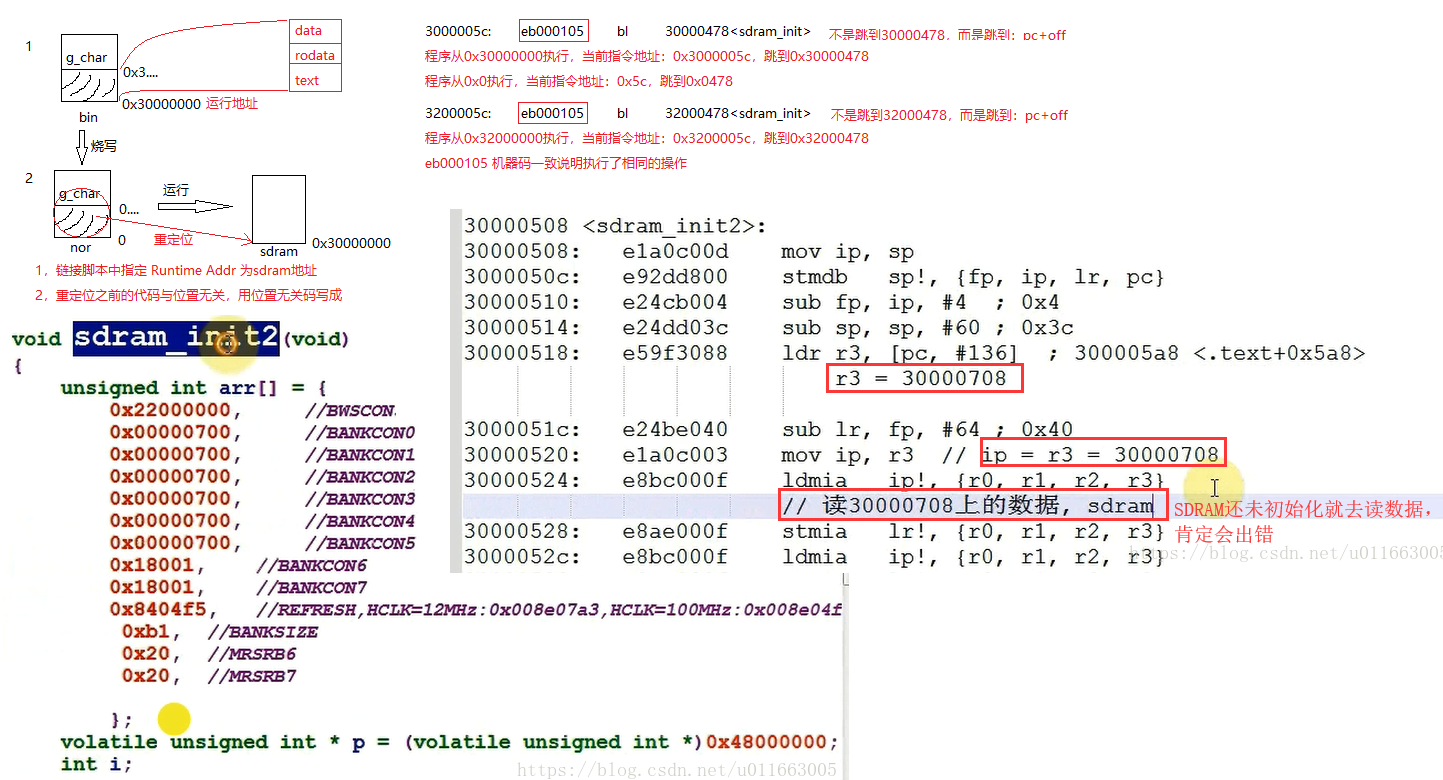 1
g_char
0x3....
0x30000000 运行地址
bin
data
rodata
text
烧写
2
g_char
0....
0
nor
运行
重定位
sdram
0x30000000
1，链接脚本中指定 Runtime Addr 为sdram地址
2，重定位之前的代码与位置无关，用位置无关码写成
3000005c: eb000105 bl 30000478<sdram_init> 不是跳到30000478，而是跳到：pc+off
程序从0x30000000执行，当前指令地址：0x3000005c，跳到0x30000478
程序从0x0执行，当前指令地址：0x5c，跳到0x0478
3200005c: eb000105 bl 32000478<sdram_init> 不是跳到32000478，而是跳到：pc+off
程序从0x32000000执行，当前指令地址：0x3200005c，跳到0x32000478
eb000105 机器码一致说明执行了相同的操作
30000508 <sdram_init2>:
30000508: e1a0c00d mov ip, sp
3000050c: e92dd800 stmdb sp!, {fp, ip, lr, pc}
30000510: e24cb004 sub fp, ip, #4 ; 0x4
30000514: e24dd03c sub sp, sp, #60 ; 0x3c
30000518: e59f3088 ldr r3, [pc, #136] ; 300005a8 <.text+0x5a8>
r3 = 30000708
3000051c: e24be040 sub lr, fp, #64 ; 0x40
30000520: e1a0c003 mov ip, r3 // ip = r3 = 30000708
30000524: e8bc000f ldmia ip!, {r0, r1, r2, r3}
// 读30000708上的数据, sdram
SDRAM还未初始化就去读数据，
肯定会出错
30000528: e8ae000f stmia lr!, {r0, r1, r2, r3}
3000052c: e8bc000f ldmia ip!, {r0, r1, r2, r3}
https://blog.csdn.net/u011663005
void sdram_init2(void)
{
unsigned int arr[] = {
0x22000000, //BWSCON
0x00000700, //BANKCON0
0x00000700, //BANKCON1
0x00000700, //BANKCON2
0x00000700, //BANKCON3
0x00000700, //BANKCON4
0x00000700, //BANKCON5
0x18001, //BANKCON6
0x18001, //BANKCON7
0x8404f5, //REFRESH,HCLK=12MHz:0x008e07a3,HCLK=100MHz:0x008e04f
0xb1, //BANKSIZE
0x20, //MRSRB6
0x20, //MRSRB7
};
volatile unsigned int * p = (volatile unsigned int *)0x48000000;
int i;
https://blog.csdn.net/u011663005